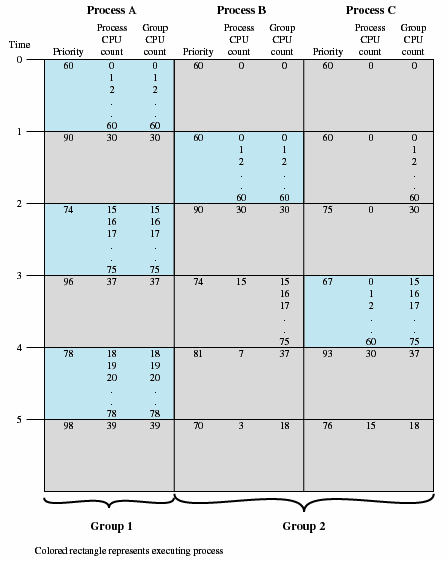 Process A Process B Process C
Process Group Process Group Process Group
CPU CPU CPU CPU CPU CPU
Time Priority count count Priority count count Priority count count
0 60 0 0 60 0 0 60 0 0
1 1
2 2
. .
. .
60 60
1 90 30 30 60 0 0 60 0 0
1 1 1
2 2 2
. . .
. . .
60 60 60
2 74 15 15 90 30 30 75 0 30
16 16
17 17
. .
. .
75 75
3 96 37 37 74 15 15 67 0 15
16 1 16
17 2 17
. . .
. . .
75 60 75
4 78 18 18 81 7 37 93 30 37
19 19
20 20
. .
. .
78 78
5 98 39 39 70 3 18 76 15 18
Group 1 Group 2
Colored rectangle represents executing process